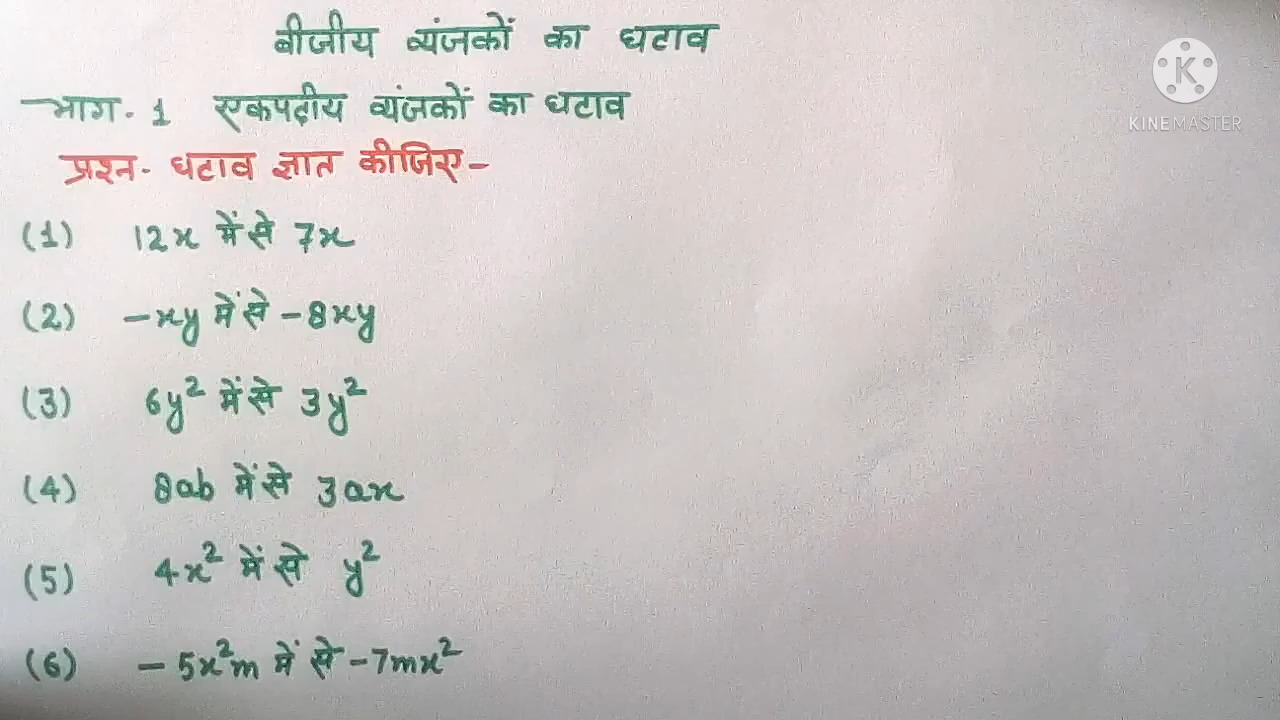 बीजीय व्यंजकों का घटाव
भाग. 1 एकपदीय व्यंजकों का घटाव
प्रश्न. घटाव ज्ञात कीजिए-
(1) 12x में से 7x
(2) -xy में से -8xy
(3) 6y² में से 3y²
(4) 8ab में से 3ax
(5) 4x² में से y²
(6) -5x²m में से -7mx²
K
KINEMASTER